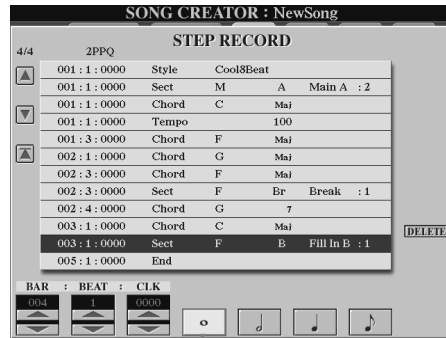 SONG CREATOR : NewSong
STEP RECORD
4/4 2PPQ
001 : 1 : 0000 Style Cool8Beat
001 : 1 : 0000 Sect M A Main A : 2
001 : 1 : 0000 Chord C Maj
001 : 1 : 0000 Tempo 100
001 : 3 : 0000 Chord F Maj
002 : 1 : 0000 Chord G Maj
002 : 3 : 0000 Chord F Maj
002 : 3 : 0000 Sect F Br Break : 1
002 : 4 : 0000 Chord G 7
003 : 1 : 0000 Chord C Maj
DELETE
003 : 1 : 0000 Sect F B Fill In B : 1
005 : 1 : 0000 End
BAR : BEAT : CLK
004 1 0000